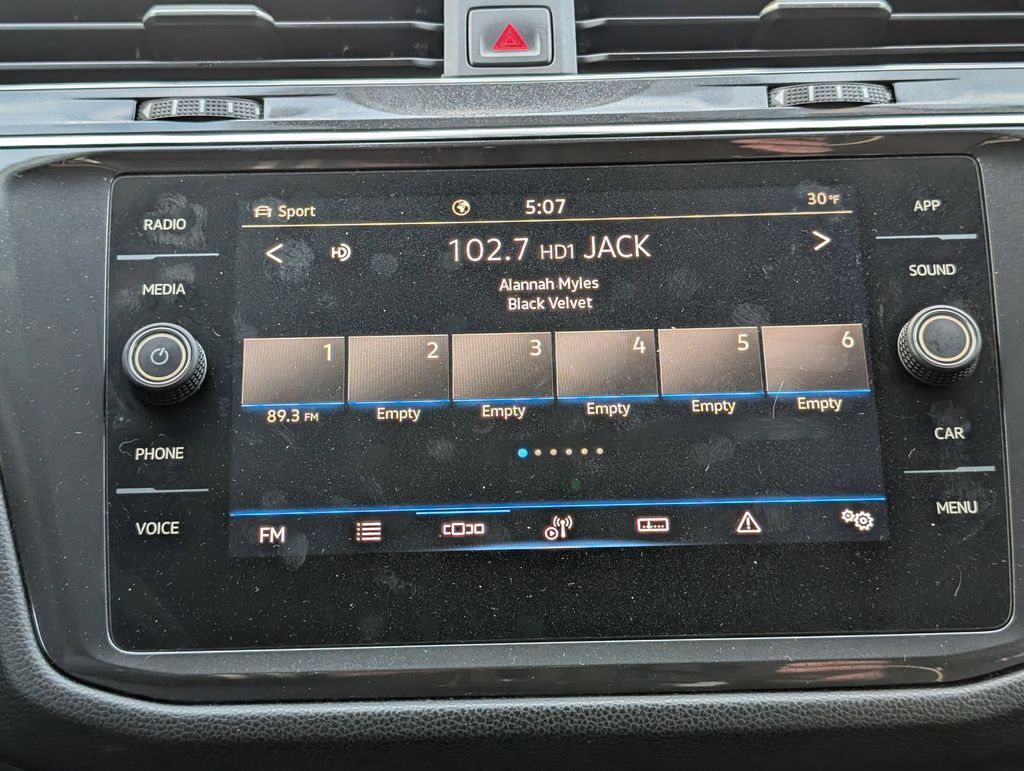 RADIO
MEDIA
PHONE
VOICE
Sport 5:07 30°F
< HD 102.7 HD1 JACK >
Alannah Myles
Black Velvet
1 2 3 4 5 6
89.3 FM Empty Empty Empty Empty Empty
FM
APP
SOUND
CAR
MENU